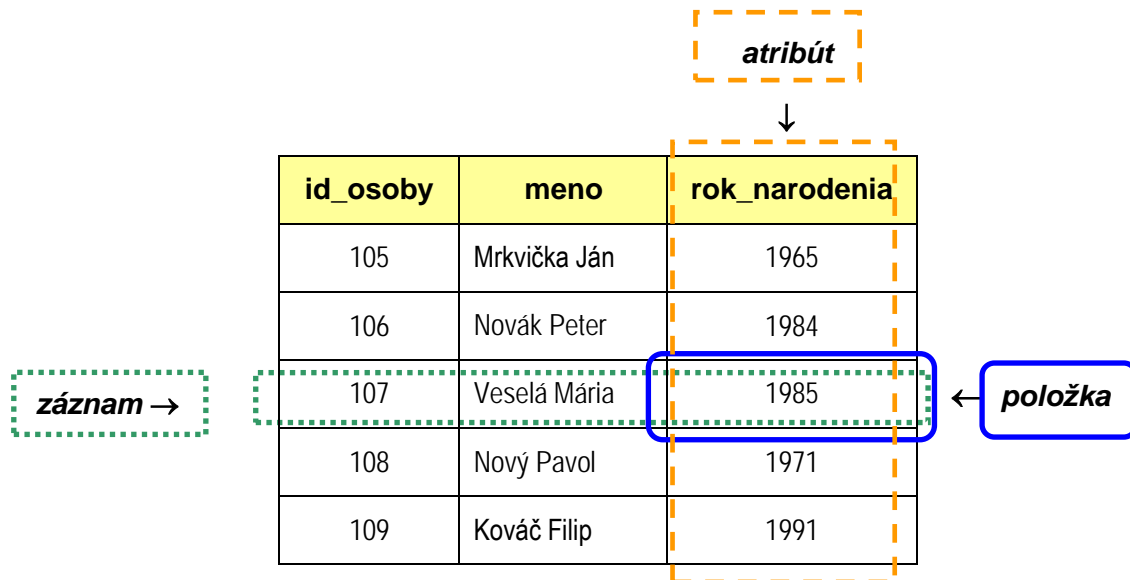 atribút
↓
id_osoby meno rok_narodenia
105 Mrkvička Ján 1965
106 Novák Peter 1984
záznam → 107 Veselá Mária 1985 ← položka
108 Nový Pavol 1971
109 Kováč Filip 1991